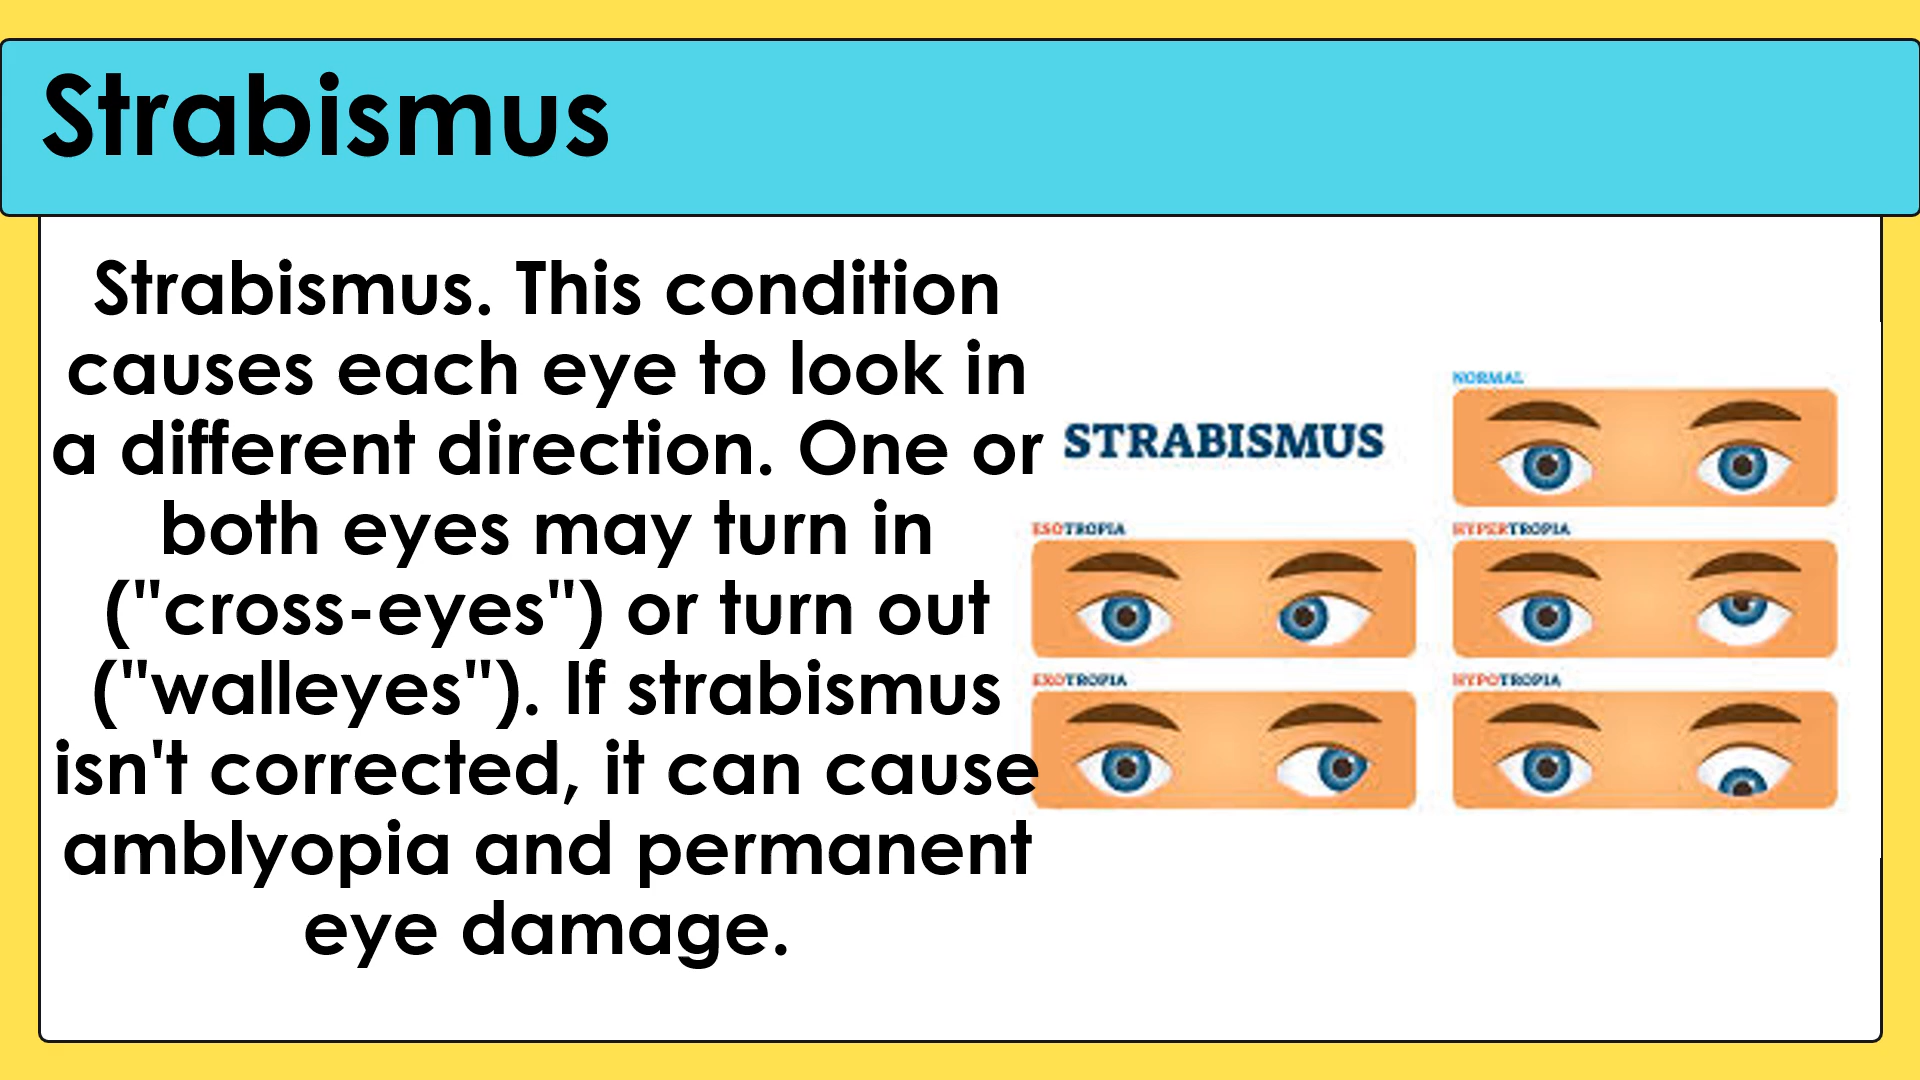 Strabismus
Strabismus. This condition
causes each eye to look in
a different direction. One or
both eyes may turn in
("cross-eyes") or turn out
("walleyes"). If strabismus
isn't corrected, it can cause
amblyopia and permanent
eye damage.
STRABISMUS
NORMAL
ESOTROPIA
HYPERTROPIA
EXOTROPIA
HYPOTROPIA